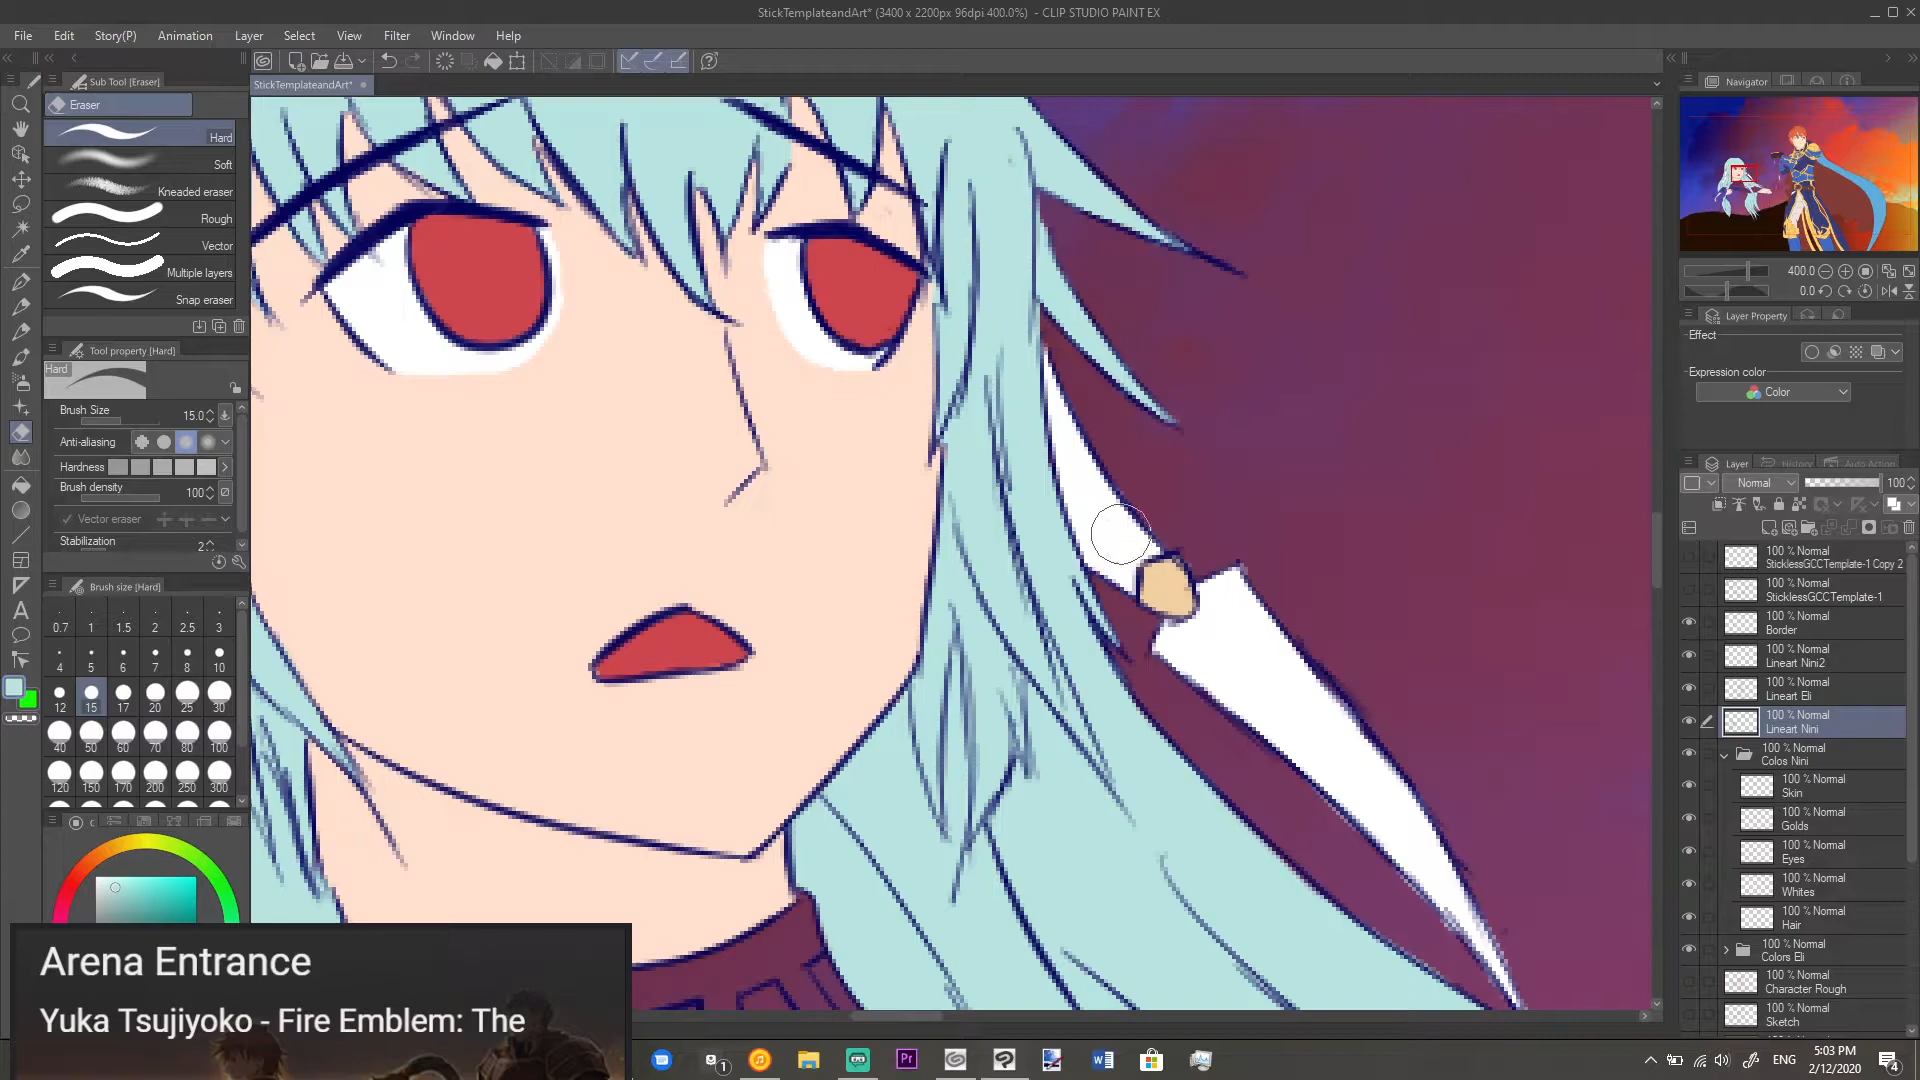 StickTemplateandArt* (3400 x 2200px 96dpi 400.0%) - CLIP STUDIO PAINT EX
File Edit Story(P) Animation Layer Select View Filter Window Help
Sub Tool [Eraser]
Eraser
Hard
Soft
Kneaded eraser
Rough
Vector
Multiple layers
Snap eraser
Tool property [Hard]
Hard
Brush Size 15.0
Anti-aliasing
Hardness
Brush density 100
Vector eraser
Stabilization 2
Brush size [Hard]
0.7 1 1.5 2 2.5 3
4 5 6 7 8 10
12 15 17 20 25 30
40 50 60 70 80 100
120 150 170 200 250 300
StickTemplateandArt*
Navigator
400.0
0.0
Layer Property
Effect
Expression color
Color
Layer History Auto Action
Normal 100
100 % Normal
SticklessGCCTemplate-1 Copy 2
100 % Normal
SticklessGCCTemplate-1
100 % Normal
Border
100 % Normal
Lineart Nini2
100 % Normal
Lineart Eli
100 % Normal
Lineart Nini
100 % Normal
Colos Nini
100 % Normal
Skin
100 % Normal
Golds
100 % Normal
Eyes
100 % Normal
Whites
100 % Normal
Hair
100 % Normal
Colors Eli
100 % Normal
Character Rough
100 % Normal
Sketch
Arena Entrance
Yuka Tsujiyoko - Fire Emblem: The
1
Pr
W
ENG
5:03 PM
2/12/2020
4